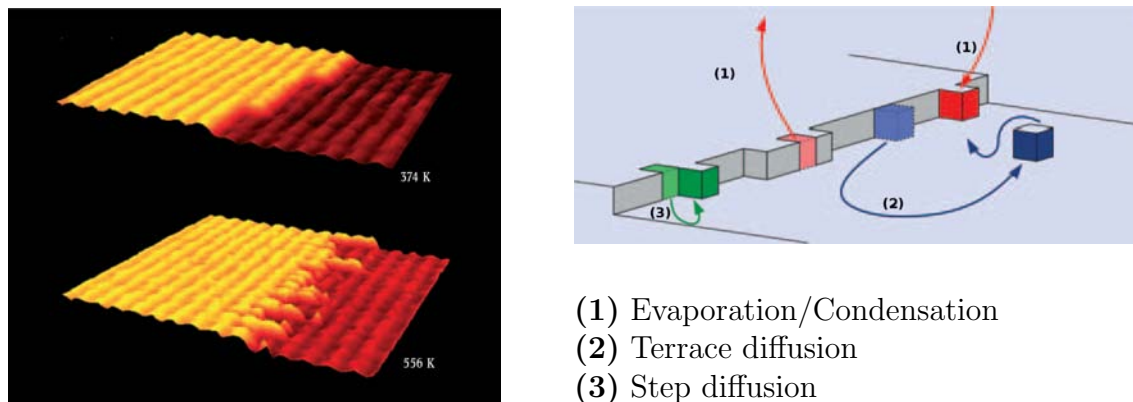 374 K
556 K
(1)
(1)
(2)
(3)
(1) Evaporation/Condensation
(2) Terrace diffusion
(3) Step diffusion